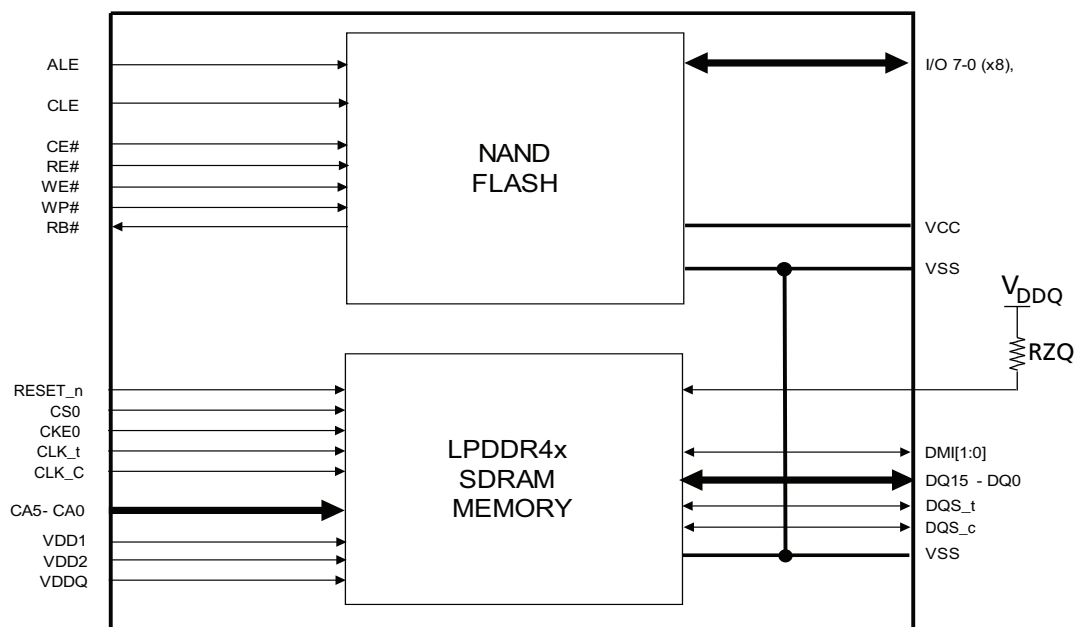 ALE
CLE
CE#
RE#
WE#
WP#
RB#
NAND
FLASH
I/O 7-0 (x8),
VCC
VSS
VDDQ
RZQ
RESET_n
CS0
CKE0
CLK_t
CLK_C
CA5- CA0
VDD1
VDD2
VDDQ
LPDDR4x
SDRAM
MEMORY
DMI[1:0]
DQ15 - DQ0
DQS_t
DQS_c
VSS